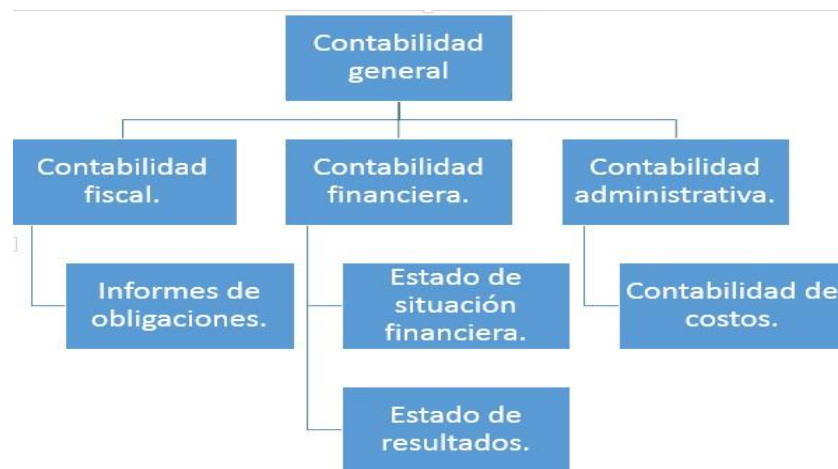 Contabilidad
general
Contabilidad
fiscal.
Contabilidad
financiera.
Contabilidad
administrativa.
Informes de
obligaciones.
Estado de
situación
financiera.
Contabilidad de
costos.
Estado de
resultados.